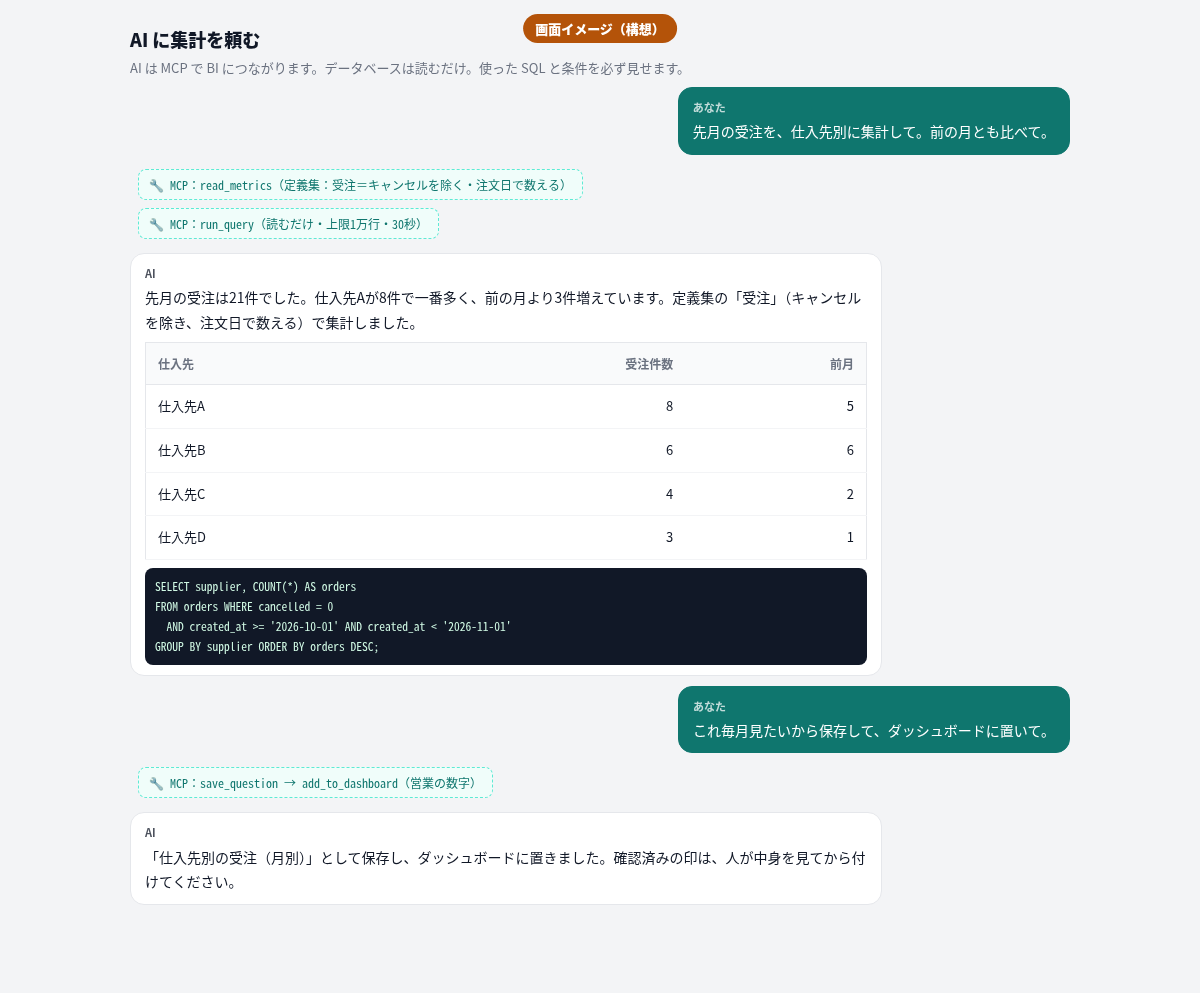 画面イメージ（構想）
AI に集計を頼む
AI は MCP で BI につながります。データベースは読むだけ。使った SQL と条件を必ず見せます。
あなた
先月の受注を、仕入先別に集計して。前の月とも比べて。
🔧 MCP：read_metrics（定義集：受注＝キャンセルを除く・注文日で数える）
🔧 MCP：run_query（読むだけ・上限1万行・30秒）
AI
先月の受注は21件でした。仕入先Aが8件で一番多く、前の月より3件増えています。定義集の「受注」（キャンセル
を除き、注文日で数える）で集計しました。
仕入先 受注件数 前月
仕入先A 8 5
仕入先B 6 6
仕入先C 4 2
仕入先D 3 1
SELECT supplier, COUNT(*) AS orders
FROM orders WHERE cancelled = 0
  AND created_at >= '2026-10-01' AND created_at < '2026-11-01'
GROUP BY supplier ORDER BY orders DESC;
あなた
これ毎月見たいから保存して、ダッシュボードに置いて。
🔧 MCP：save_question → add_to_dashboard（営業の数字）
AI
「仕入先別の受注（月別）」として保存し、ダッシュボードに置きました。確認済みの印は、人が中身を見てから付
けてください。